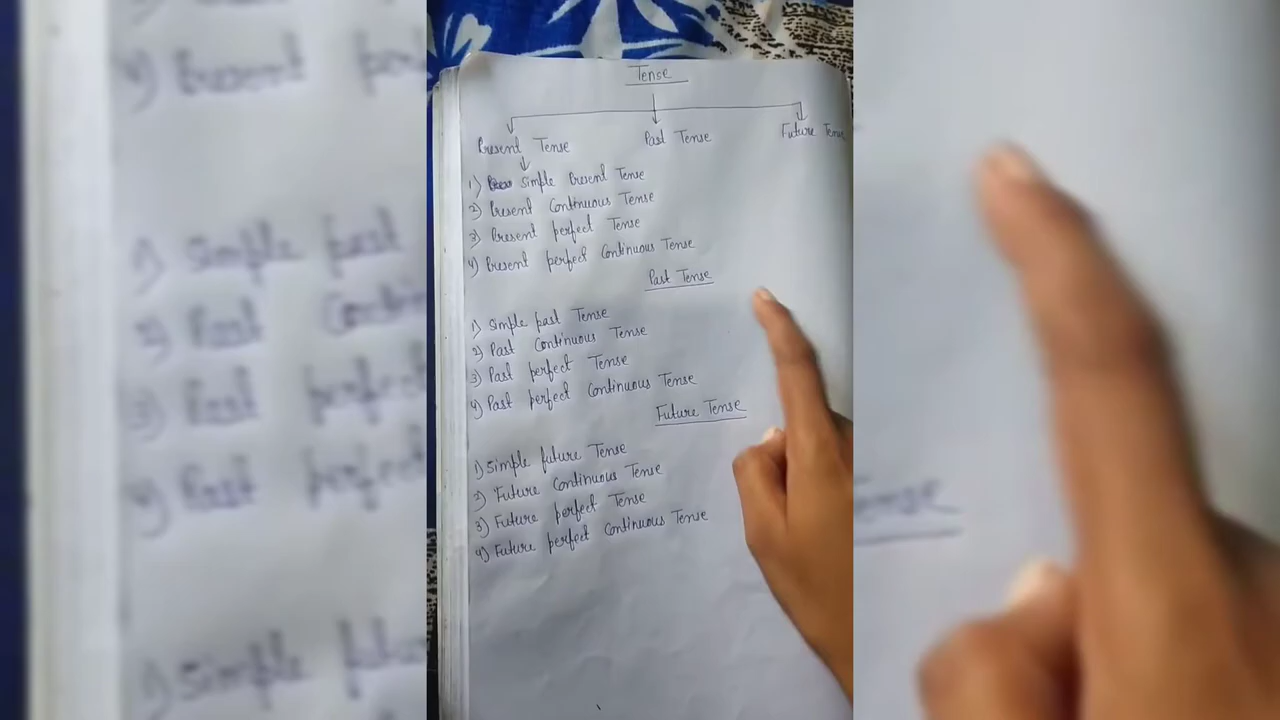 Tense
Present Tense Past Tense Future Tense
1) Simple Present Tense
2) Present Continuous Tense
3) Present perfect Tense
4) Present perfect Continuous Tense
Past Tense
1) Simple past Tense
2) Past Continuous Tense
3) Past perfect Tense
4) Past perfect Continuous Tense
Future Tense
1) Simple future Tense
2) Future Continuous Tense
3) Future perfect Tense
4) Future perfect Continuous Tense